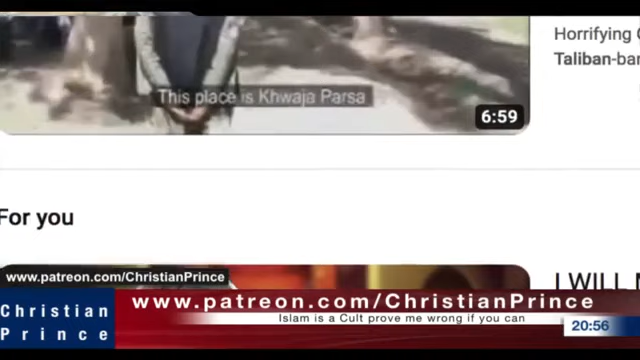 Horrifying
Taliban-ban
This place is Khwaja Parsa
6:59
For you
www.patreon.com/ChristianPrince
I WILL
Christian
Prince
www.patreon.com/ChristianPrince
Islam is a Cult prove me wrong if you can
20:56